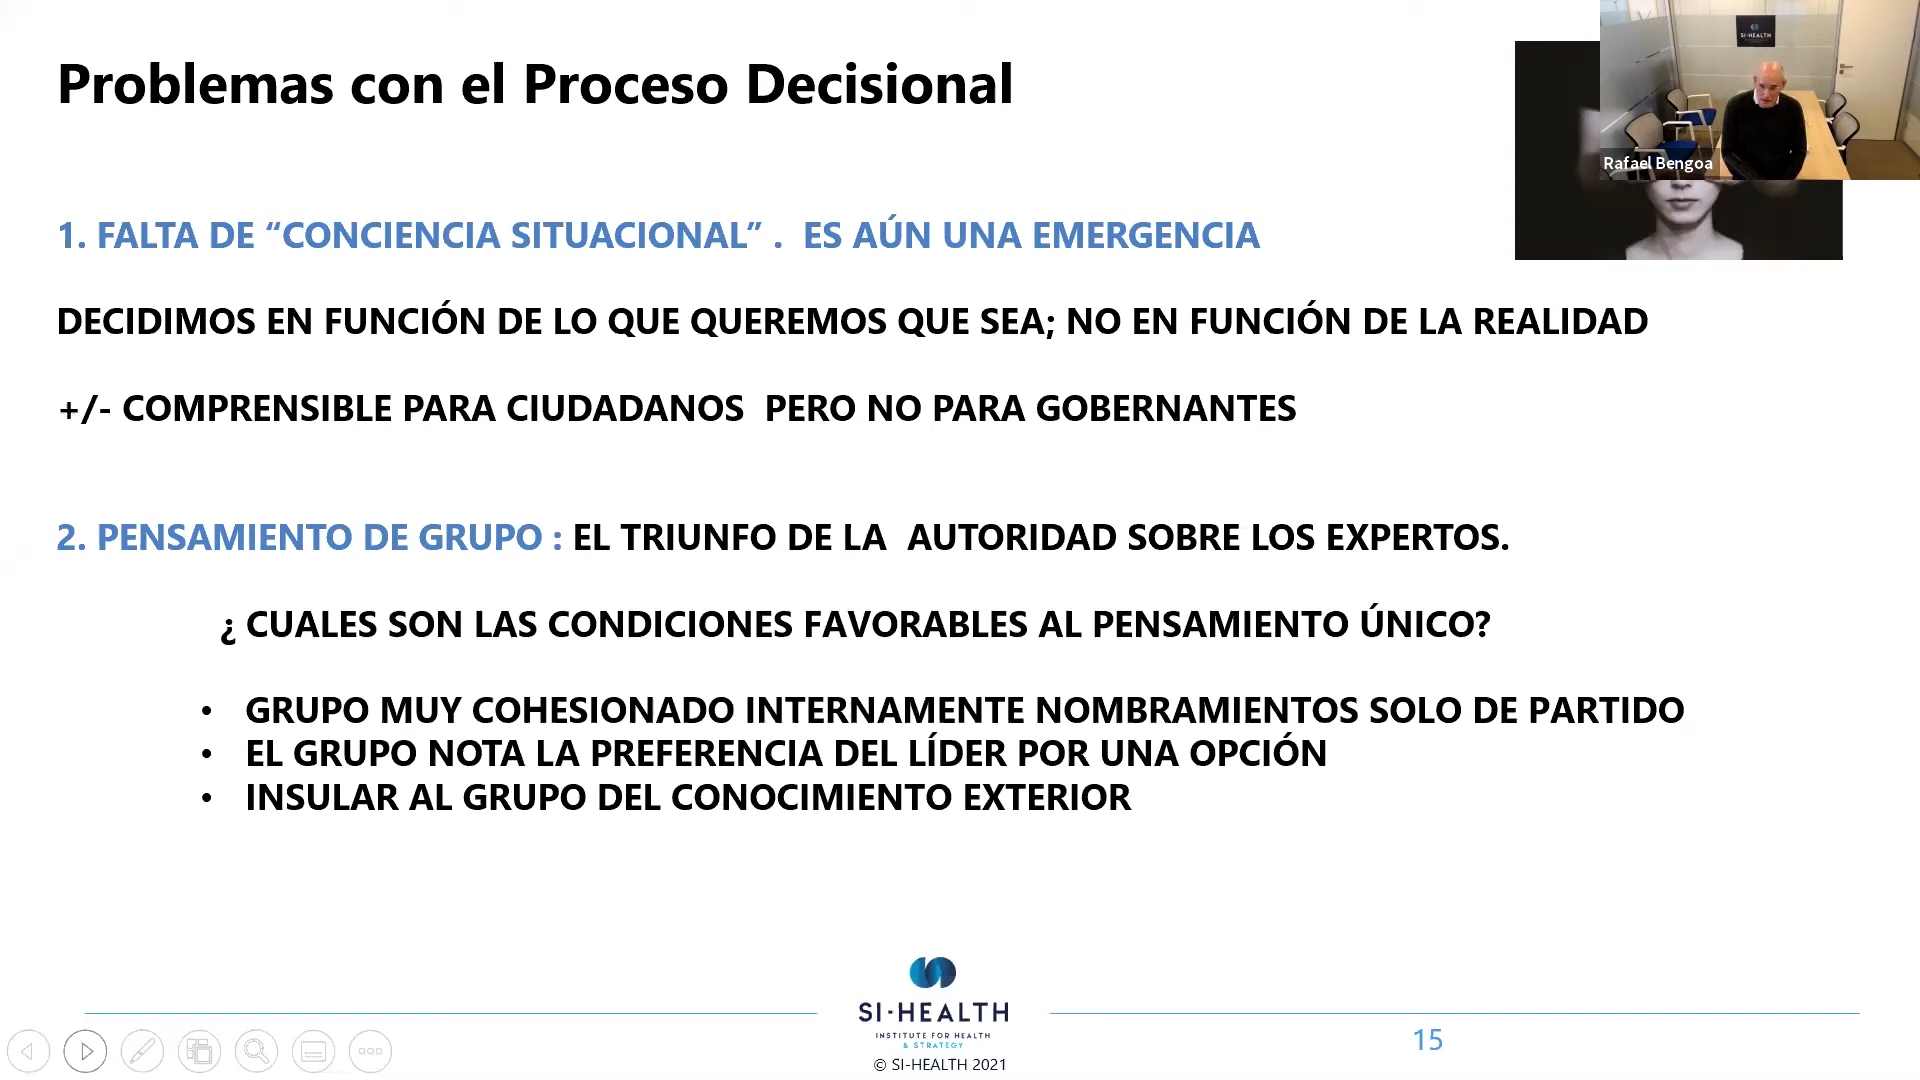 Problemas con el Proceso Decisional
SI-HEALTH
Rafael Bengoa
1. FALTA DE “CONCIENCIA SITUACIONAL” . ES AÚN UNA EMERGENCIA
DECIDIMOS EN FUNCIÓN DE LO QUE QUEREMOS QUE SEA; NO EN FUNCIÓN DE LA REALIDAD
+/- COMPRENSIBLE PARA CIUDADANOS PERO NO PARA GOBERNANTES
2. PENSAMIENTO DE GRUPO : EL TRIUNFO DE LA AUTORIDAD SOBRE LOS EXPERTOS.
¿ CUALES SON LAS CONDICIONES FAVORABLES AL PENSAMIENTO ÚNICO?
• GRUPO MUY COHESIONADO INTERNAMENTE NOMBRAMIENTOS SOLO DE PARTIDO
• EL GRUPO NOTA LA PREFERENCIA DEL LÍDER POR UNA OPCIÓN
• INSULAR AL GRUPO DEL CONOCIMIENTO EXTERIOR
SI·HEALTH
INSTITUTE FOR HEALTH
& STRATEGY
© SI-HEALTH 2021
15